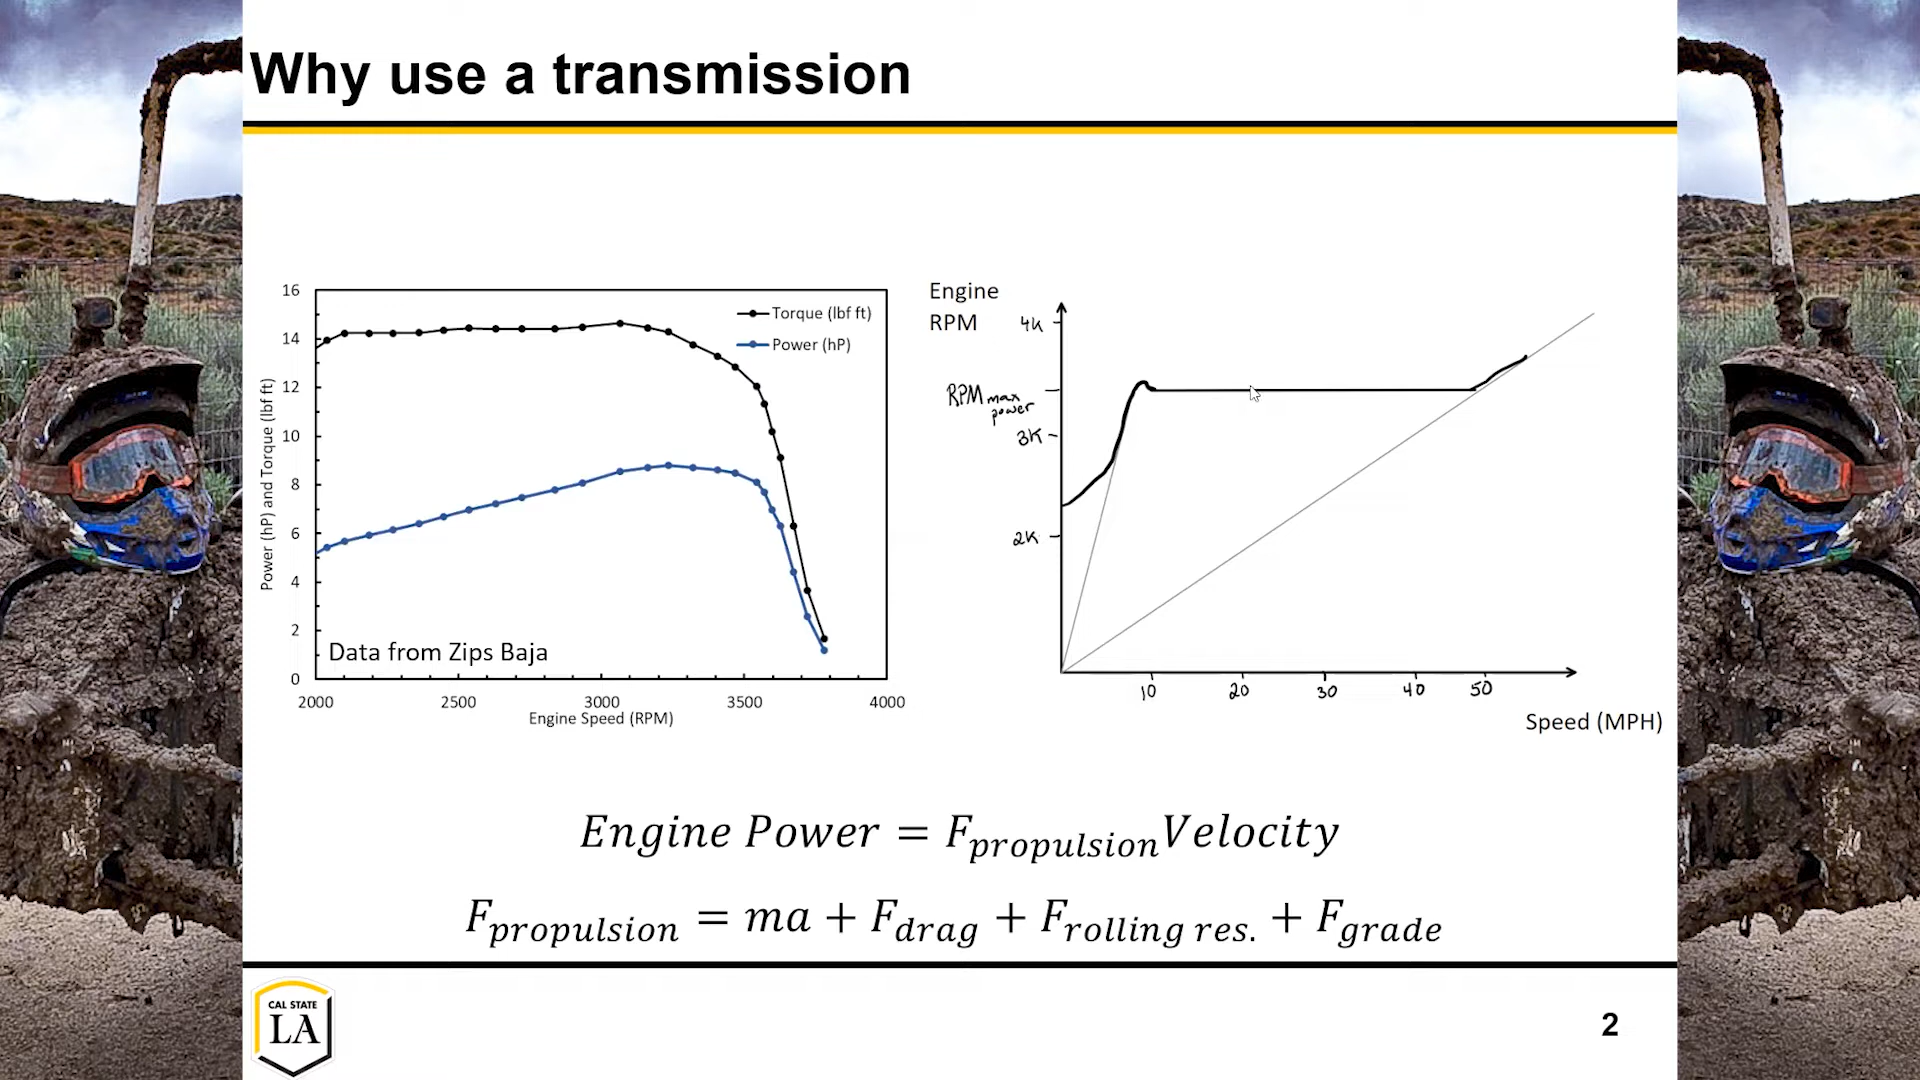 Why use a transmission
16
14
12
10
8
6
4
2
0
Power (hP) and Torque (lbf ft)
Torque (lbf ft)
Power (hP)
Data from Zips Baja
2000 2500 3000 3500 4000
Engine Speed (RPM)
Engine
RPM
4K
RPM max power
3K
2K
10 20 30 40 50
Speed (MPH)
Engine Power = F_propulsion Velocity
F_propulsion = ma + F_drag + F_rolling res. + F_grade
CAL STATE
LA
2